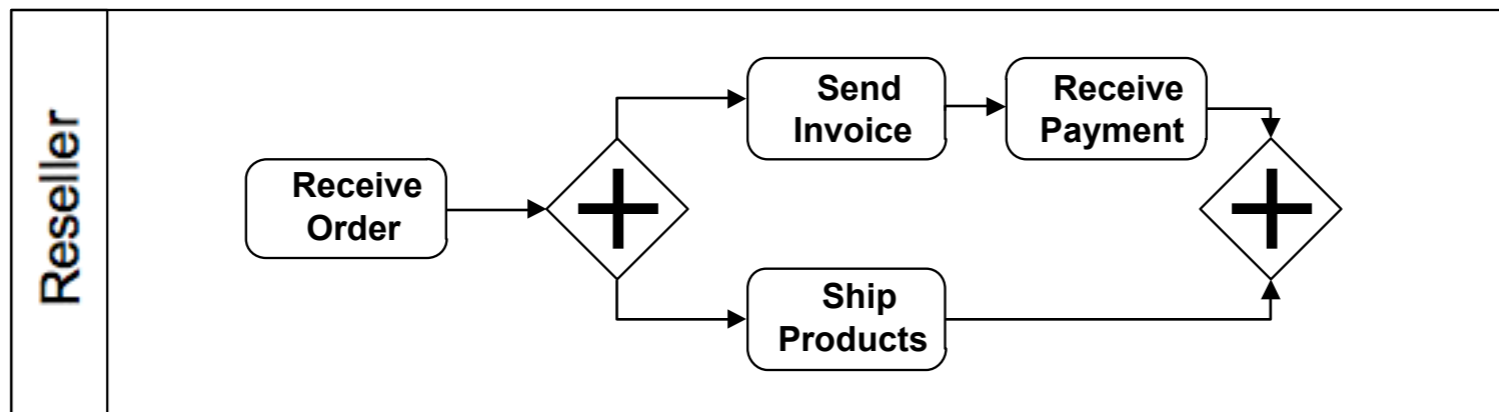 Reseller
Receive
Order
Send
Invoice
Receive
Payment
Ship
Products